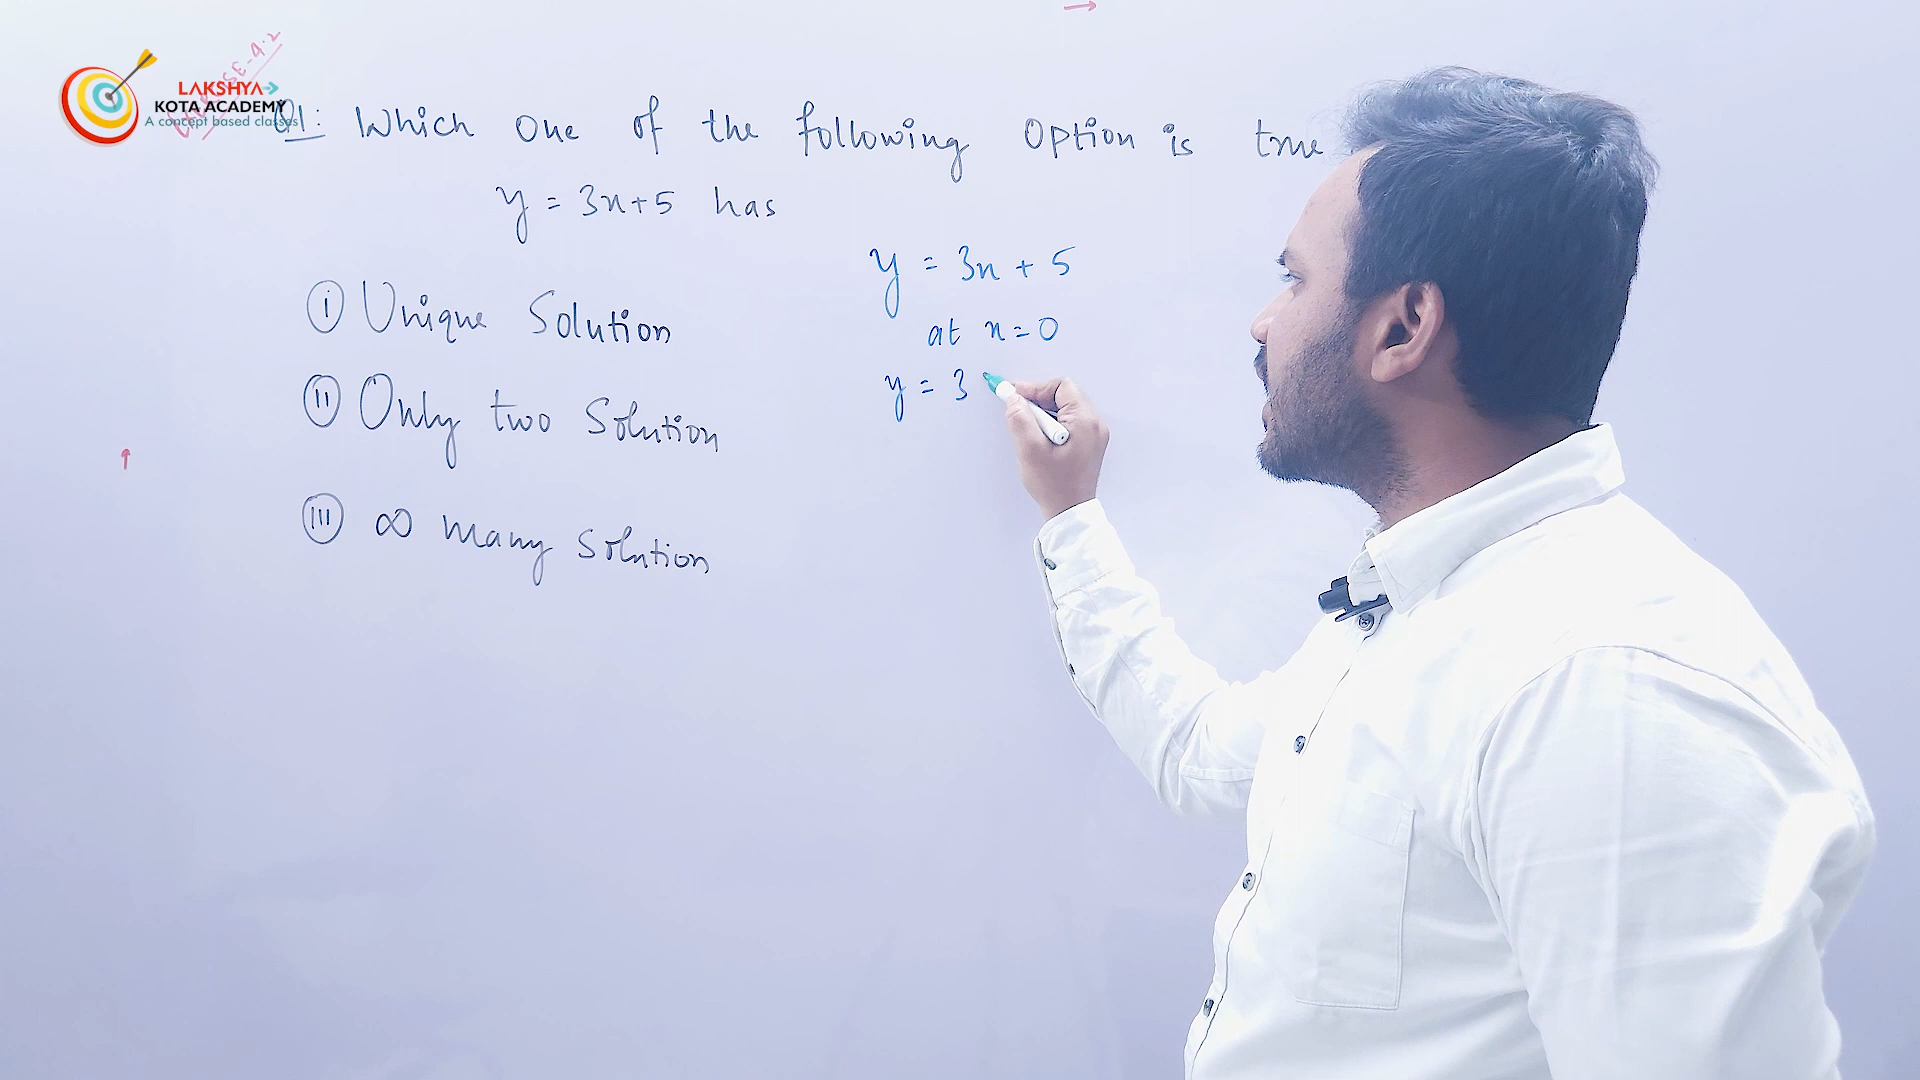 LAKSHYA
KOTA ACADEMY
A concept based classes
Q1: Which One of the following Option is true
y = 3x+5 has
(i) Unique Solution
(ii) Only two Solution
(iii) ∞ many Solution
y = 3x + 5
at x = 0
y = 3